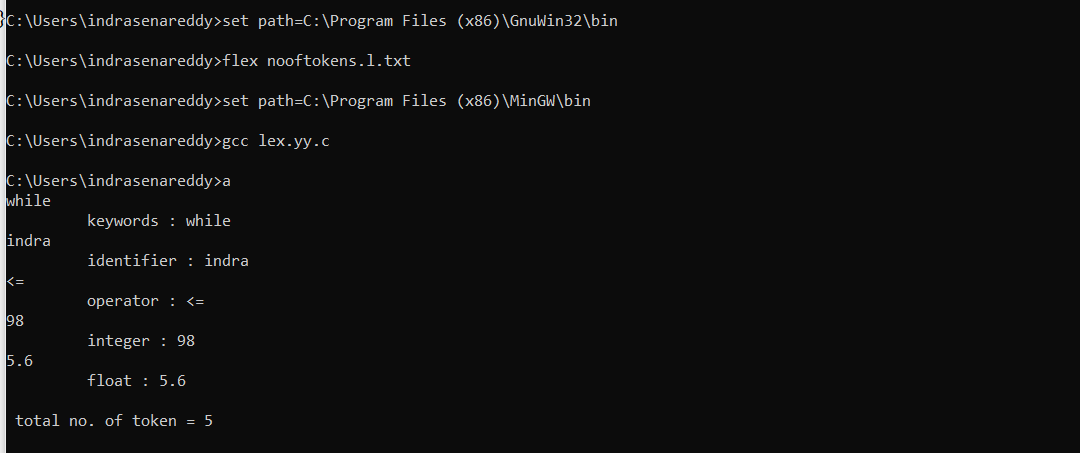 C:\Users\indrasenareddy>set path=C:\Program Files (x86)\GnuWin32\bin
C:\Users\indrasenareddy>flex nooftokens.l.txt
C:\Users\indrasenareddy>set path=C:\Program Files (x86)\MinGW\bin
C:\Users\indrasenareddy>gcc lex.yy.c
C:\Users\indrasenareddy>a
while
keywords : while
indra
identifier : indra
<=
operator : <=
98
integer : 98
5.6
float : 5.6
total no. of token = 5